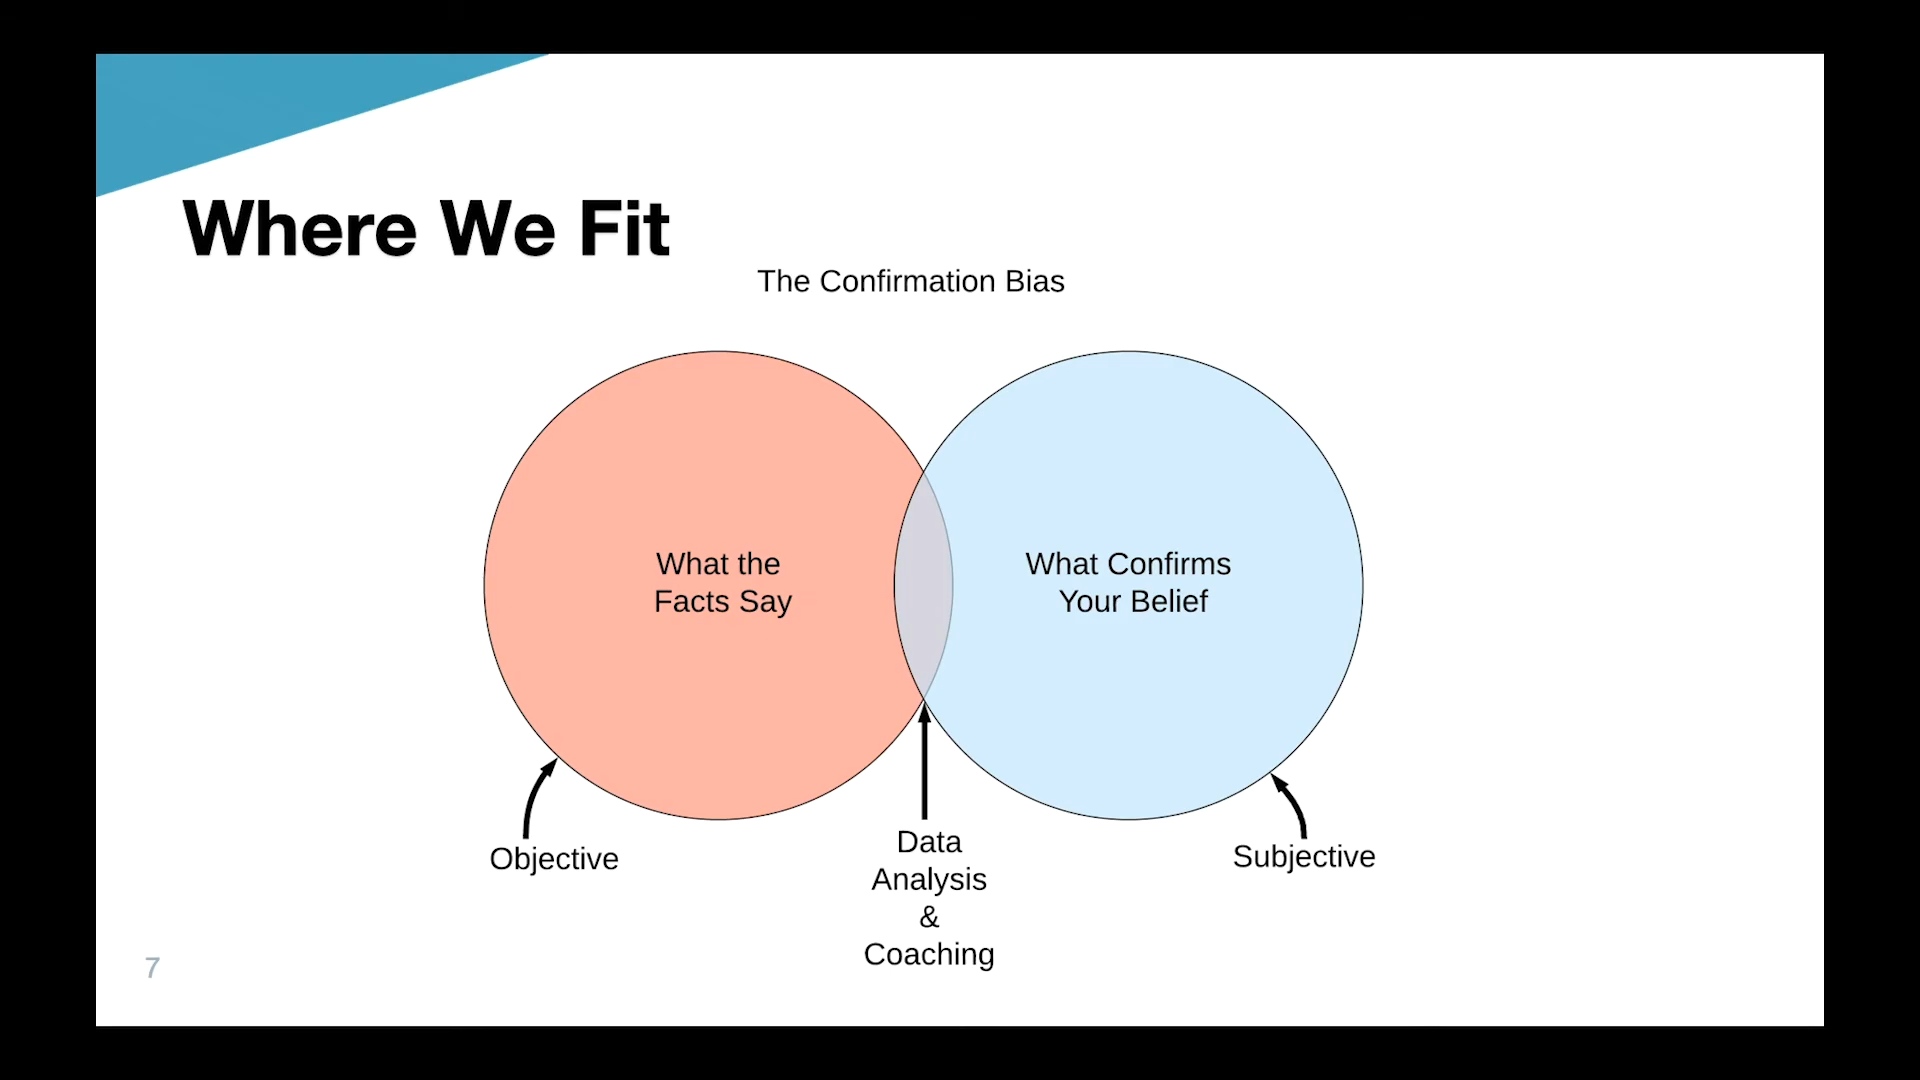 Where We Fit
The Confirmation Bias
What the
Facts Say
What Confirms
Your Belief
Objective
Data
Analysis
&
Coaching
Subjective
7